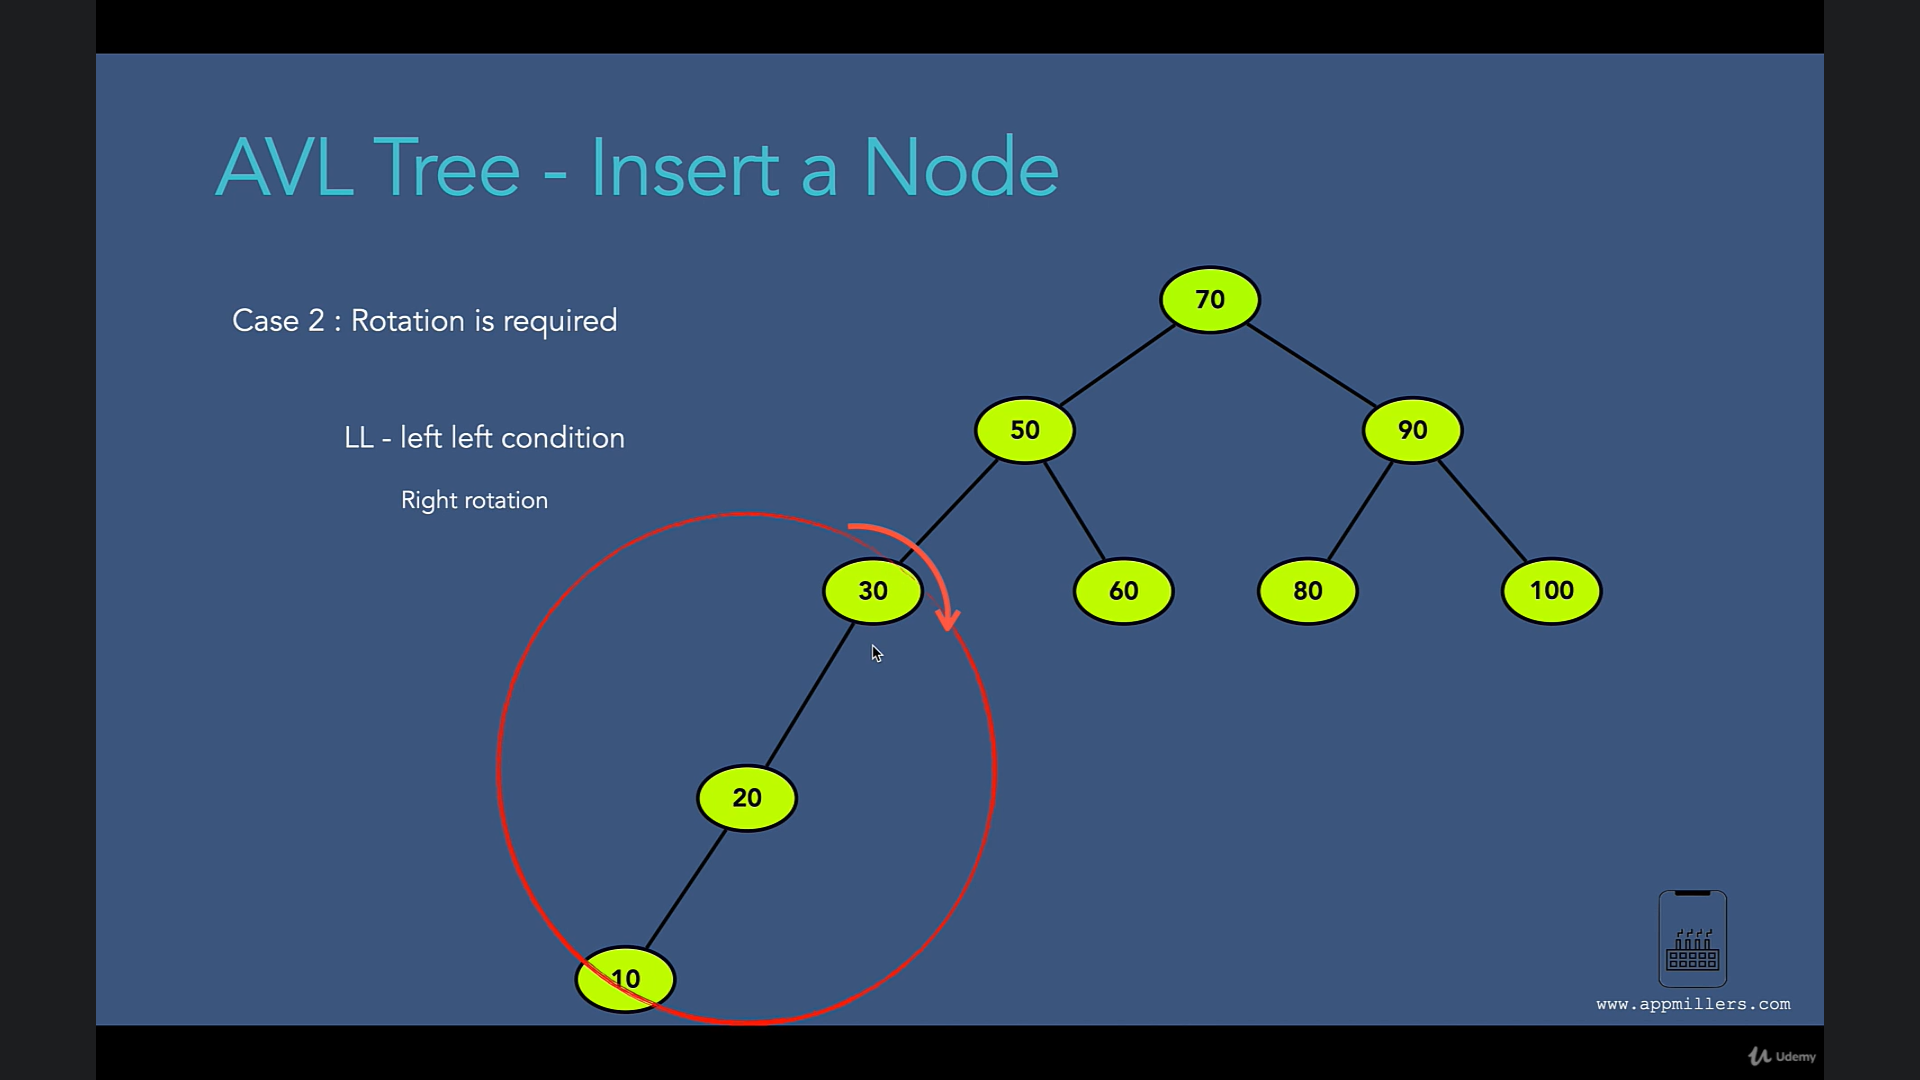 AVL Tree - Insert a Node
Case 2 : Rotation is required
LL - left left condition
Right rotation
70
50
90
30
60
80
100
20
10
www.appmillers.com
Udemy